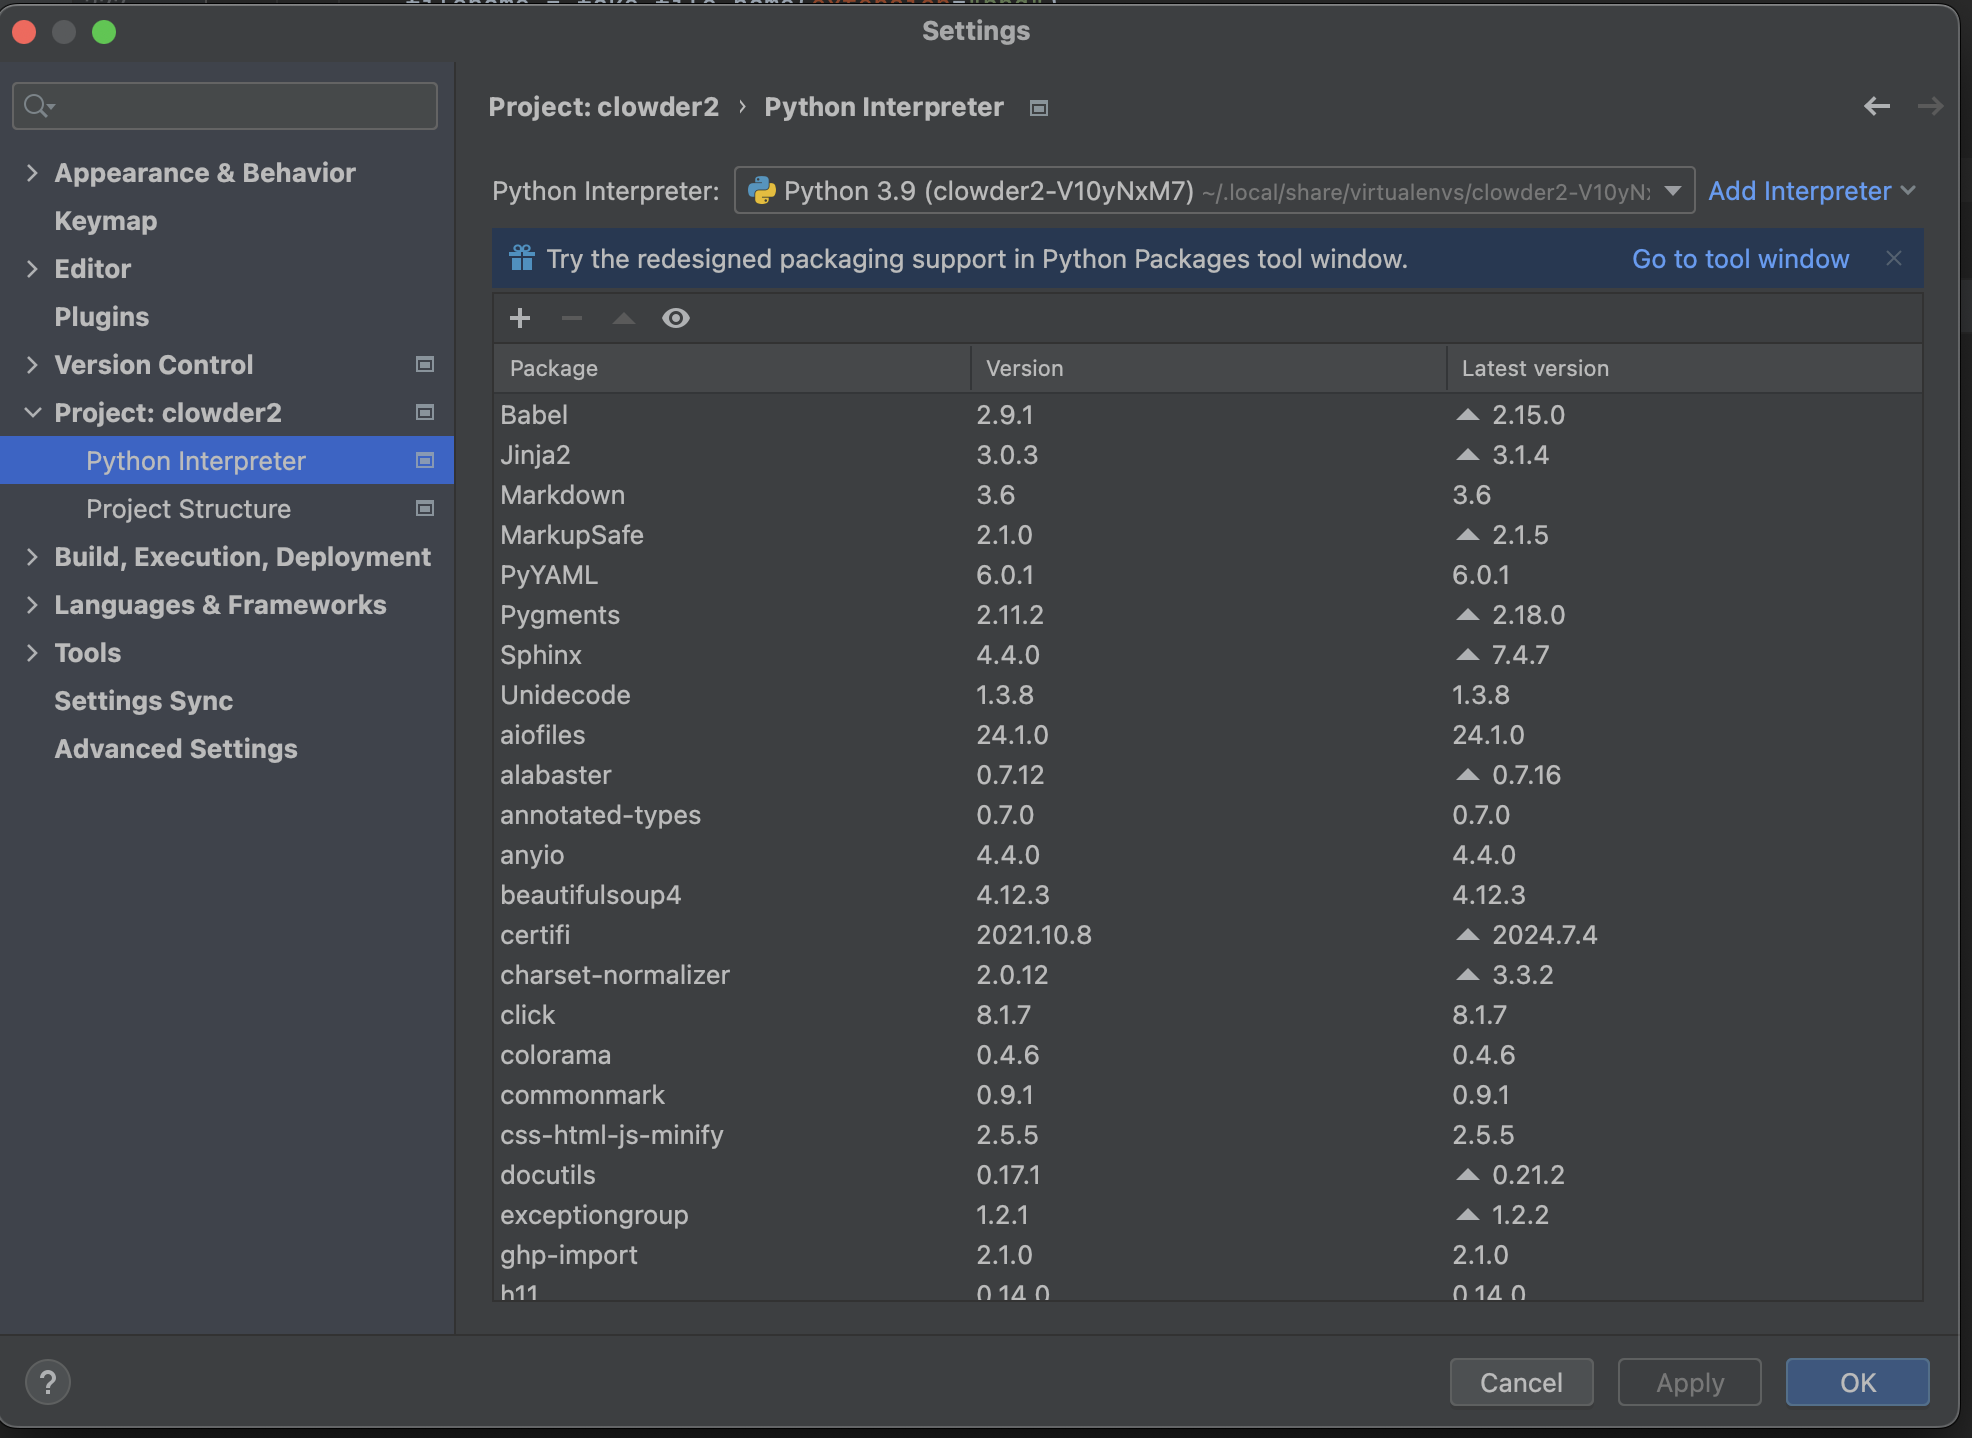 Settings
Appearance & Behavior
Keymap
Editor
Plugins
Version Control
Project: clowder2
Python Interpreter
Project Structure
Build, Execution, Deployment
Languages & Frameworks
Tools
Settings Sync
Advanced Settings
Project: clowder2 › Python Interpreter
Python Interpreter: Python 3.9 (clowder2-V10yNxM7) ~/.local/share/virtualenvs/clowder2-V10yN Add Interpreter
Try the redesigned packaging support in Python Packages tool window. Go to tool window
Package Version Latest version
Babel 2.9.1 2.15.0
Jinja2 3.0.3 3.1.4
Markdown 3.6 3.6
MarkupSafe 2.1.0 2.1.5
PyYAML 6.0.1 6.0.1
Pygments 2.11.2 2.18.0
Sphinx 4.4.0 7.4.7
Unidecode 1.3.8 1.3.8
aiofiles 24.1.0 24.1.0
alabaster 0.7.12 0.7.16
annotated-types 0.7.0 0.7.0
anyio 4.4.0 4.4.0
beautifulsoup4 4.12.3 4.12.3
certifi 2021.10.8 2024.7.4
charset-normalizer 2.0.12 3.3.2
click 8.1.7 8.1.7
colorama 0.4.6 0.4.6
commonmark 0.9.1 0.9.1
css-html-js-minify 2.5.5 2.5.5
docutils 0.17.1 0.21.2
exceptiongroup 1.2.1 1.2.2
ghp-import 2.1.0 2.1.0
h11 0.14.0 0.14.0
? Cancel Apply OK